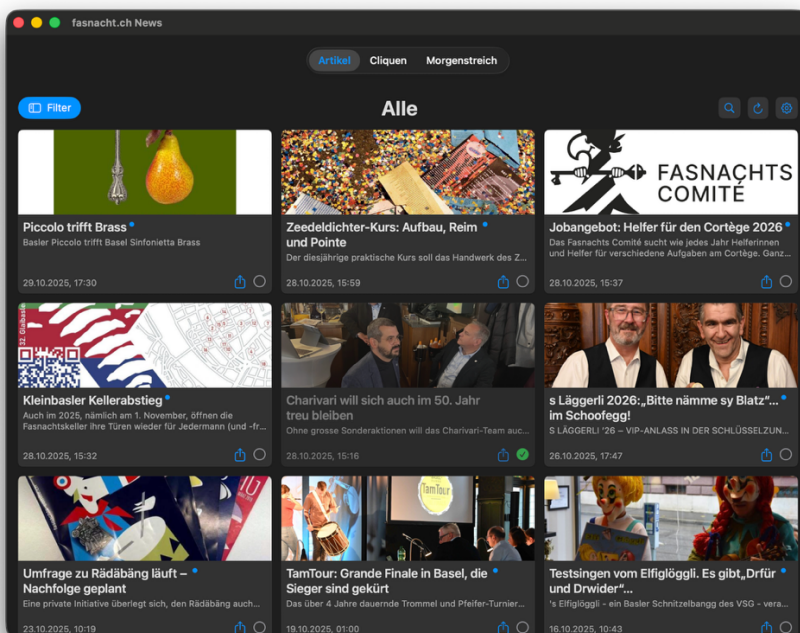 fasnacht.ch News
Artikel
Cliquen
Morgenstreich
Filter
Alle
FASNACHTS
COMITÉ
Piccolo trifft Brass
Basler Piccolo trifft Basel Sinfonietta Brass
29.10.2025, 17:30
Zeedeldichter-Kurs: Aufbau, Reim
und Pointe
Der diesjährige praktische Kurs soll das Handwerk des Z...
28.10.2025, 15:59
Jobangebot: Helfer für den Cortège 2026
Das Fasnachts Comité sucht wie jedes Jahr Helferinnen
und Helfer für verschiedene Aufgaben am Cortège. Ganz...
28.10.2025, 15:37
32. Glaibasle
Kleinbasler Kellerabstieg
Auch im 2025, nämlich am 1. November, öffnen die
Fasnachtskeller ihre Türen wieder für Jedermann (und -fr...
28.10.2025, 15:32
Charivari will sich auch im 50. Jahr
treu bleiben
Ohne grosse Sonderaktionen will das Charivari-Team auc...
28.10.2025, 15:16
s Läggerli 2026:„Bitte nämme sy Blatz“...
im Schoofegg!
S LÄGGERLI ’26 – VIP-ANLASS IN DER SCHLÜSSELZUN...
26.10.2025, 17:47
TamTour
Umfrage zu Rädäbäng läuft –
Nachfolge geplant
Eine private Initiative überlegt sich, den Rädäbäng auch...
23.10.2025, 10:19
TamTour: Grande Finale in Basel, die
Sieger sind gekürt
Das über 4 Jahre dauernde Trommel und Pfeifer-Turnier...
19.10.2025, 01:00
Testsingen vom Elfiglöggli. Es gibt„Drfür
und Drwider“...
's Elfiglöggli - ein Basler Schnitzelbangg des VSG - vera...
16.10.2025, 10:43